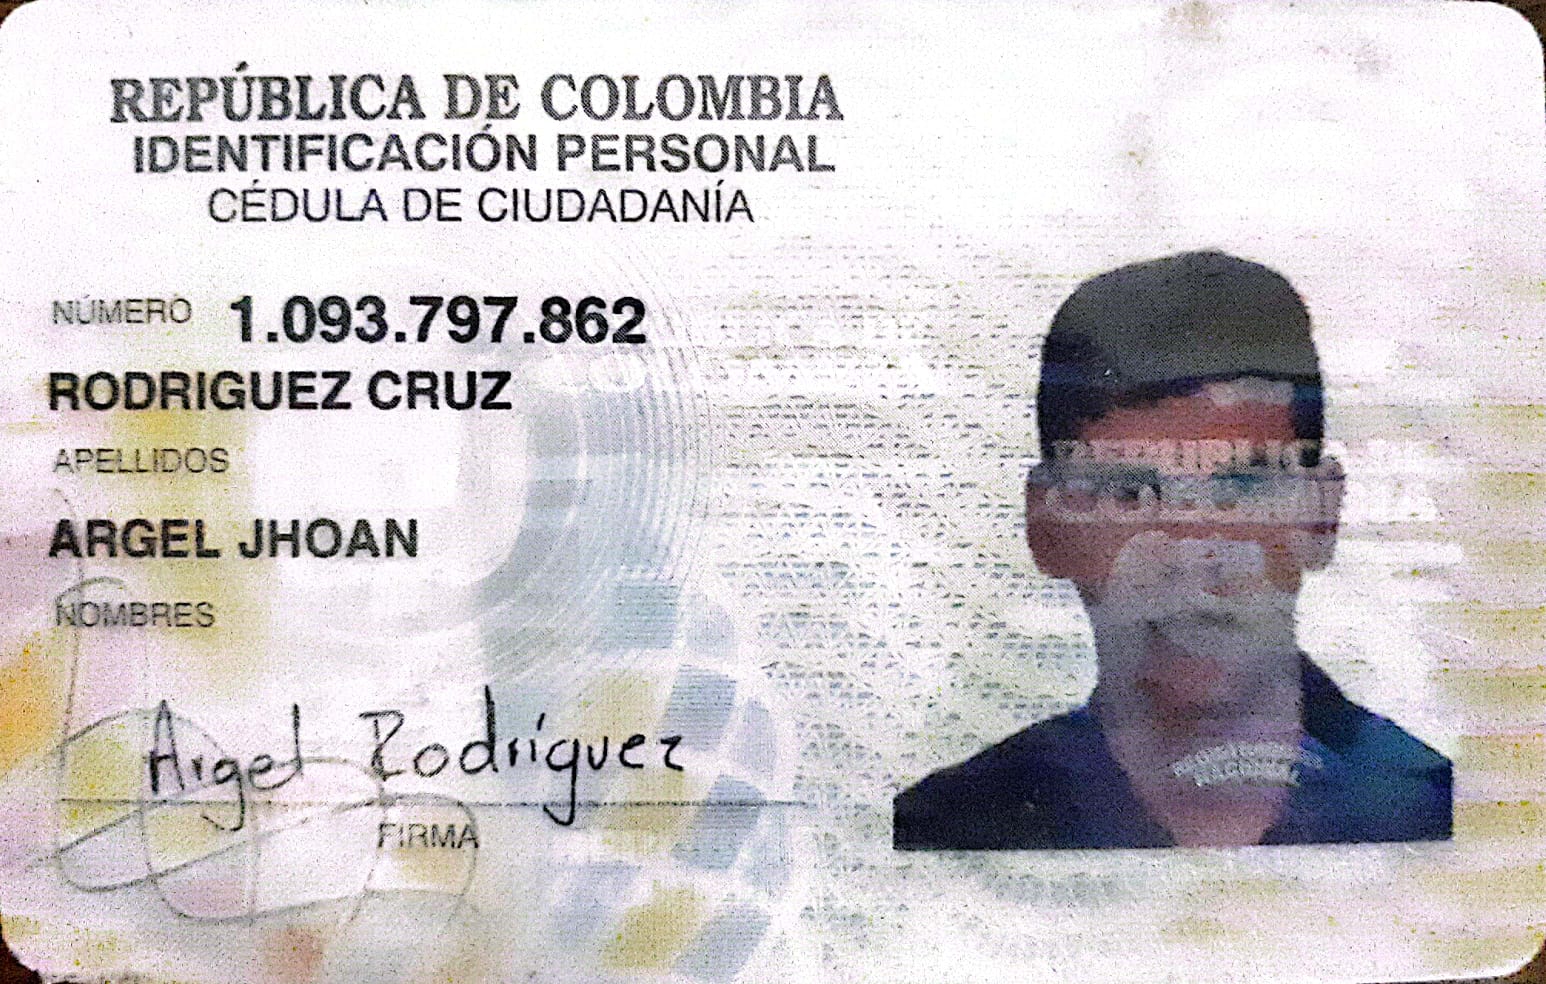 REPÚBLICA DE COLOMBIA
IDENTIFICACIÓN PERSONAL
CÉDULA DE CIUDADANÍA
NÚMERO 1.093.797.862
RODRIGUEZ CRUZ
APELLIDOS
ARGEL JHOAN
NOMBRES
Argel Rodríguez
FIRMA